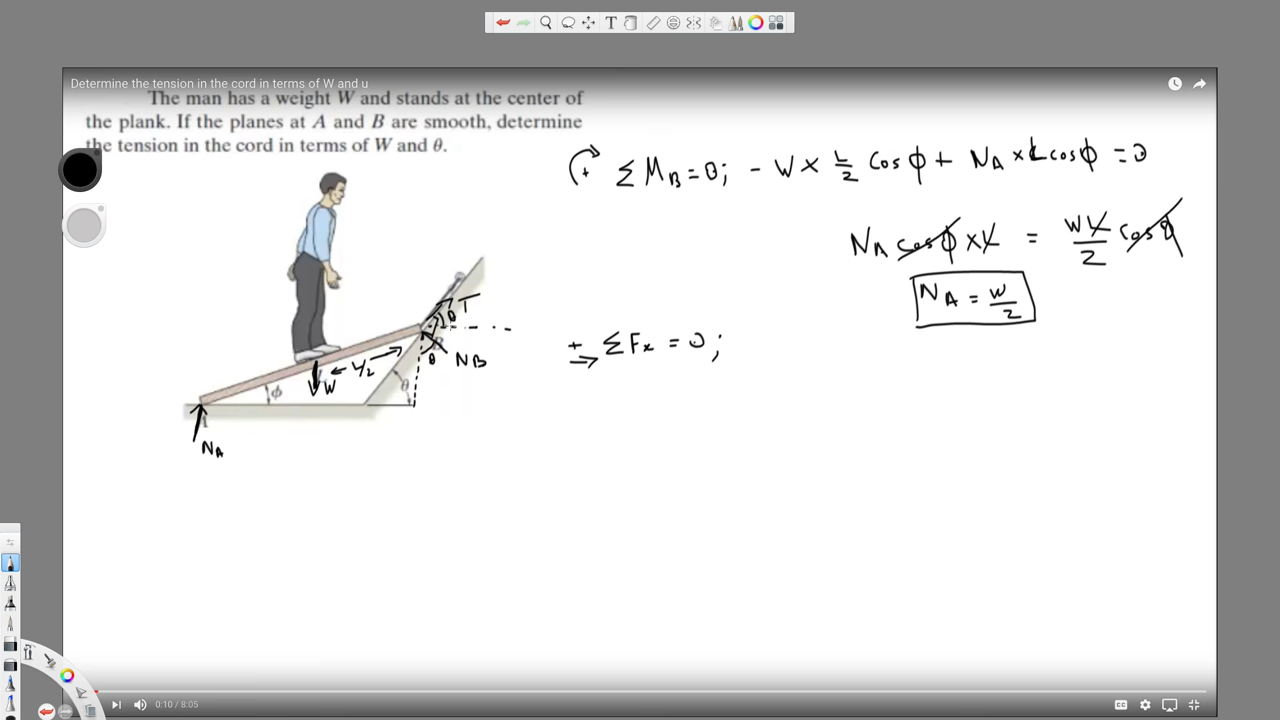 Determine the tension in the cord in terms of W and u
The man has a weight W and stands at the center of
the plank. If the planes at A and B are smooth, determine
the tension in the cord in terms of W and θ.
+ ΣM_B = 0; - W × L/2 Cos ϕ + N_A × L cos ϕ = 0
N_A cos ϕ × L = WL/2 cos ϕ
N_A = W/2
+→ ΣFx = 0 ;
T
θ
B
θ
N_B
L/2
W
ϕ
θ
A
N_A
0:10 / 8:05
CC